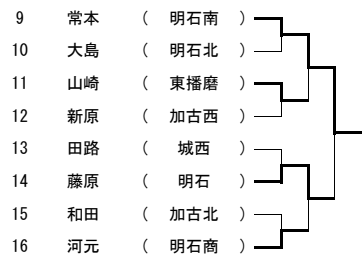 9 常本 ( 明石南 )
10 大島 ( 明石北 )
11 山崎 ( 東播磨 )
12 新原 ( 加古西 )
13 田路 ( 城西 )
14 藤原 ( 明石 )
15 和田 ( 加古北 )
16 河元 ( 明石商 )